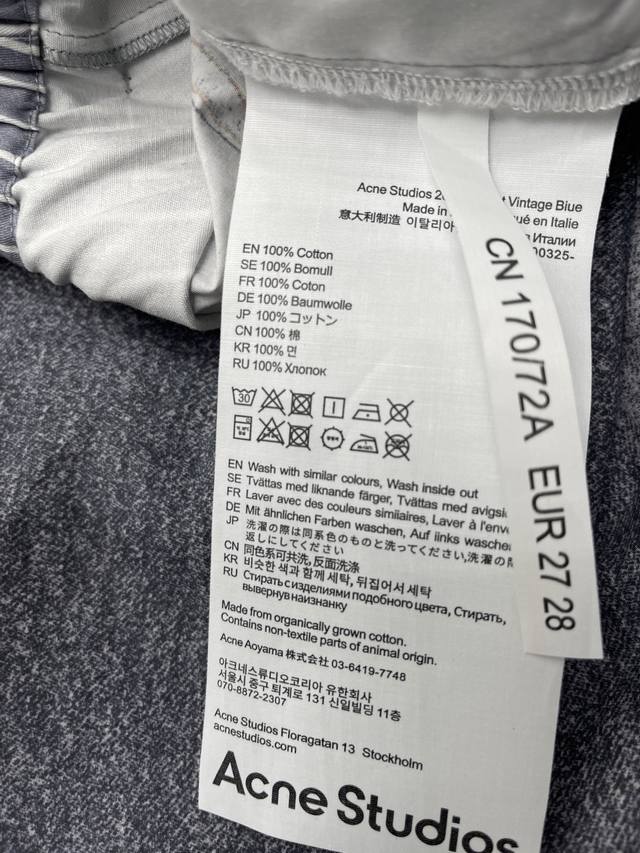 Acne Studios 2 t Vintage Biue
Made in qué en Italie
意大利制造 이탈리아 Италии
00325-
EN 100% Cotton
SE 100% Bomull
FR 100% Coton
DE 100% Baumwolle
JP 100% コットン
CN 100% 棉
KR 100% 면
RU 100% Хлопок
30
EN Wash with similar colours, Wash inside out
SE Tvättas med liknande färger, Tvättas med avigsi
FR Laver avec des couleurs similaires, Laver à l'env
DE Mit ähnlichen Farben waschen, Auf links wasche
JP 洗濯の際は同系色のものと洗ってください,洗濯の
返しにしてください
CN 同色系可共洗, 反面洗涤
KR 비슷한 색과 함께 세탁, 뒤집어서 세탁
RU Стирать с изделиями подобного цвета, Стирать,
вывернув наизнанку
Made from organically grown cotton.
Contains non-textile parts of animal origin.
Acne Aoyama 株式会社 03-6419-7748
아크네스튜디오코리아 유한회사
서울시 중구 퇴계로 131 신일빌딩 11층
070-8872-2307
Acne Studios Floragatan 13 Stockholm
acnestudios.com
Acne Studios
CN 170/72A EUR 27 28